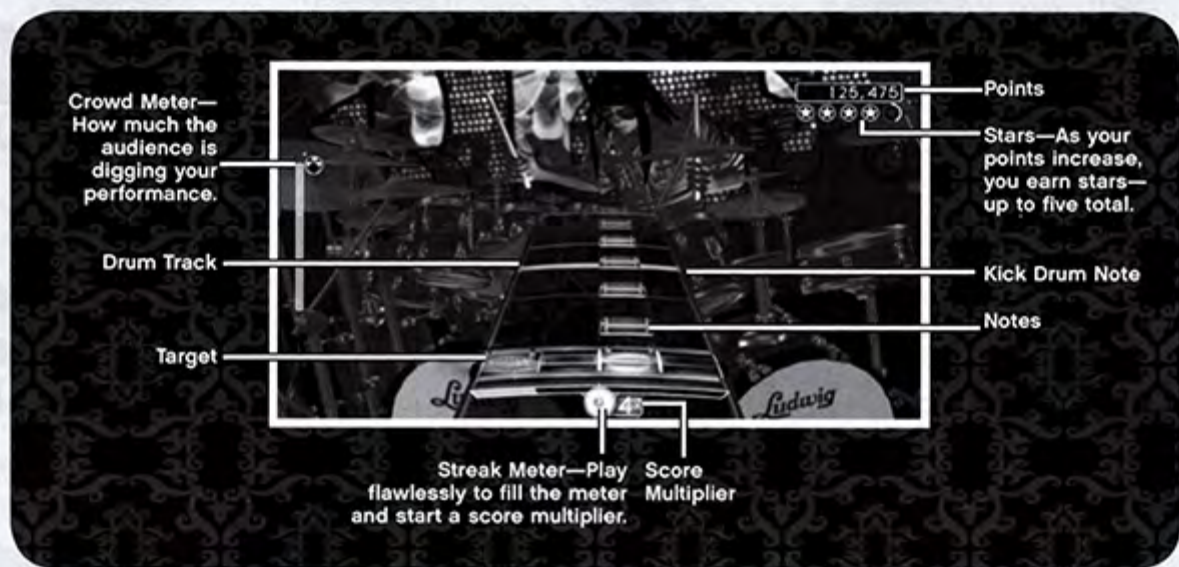 Crowd Meter—
How much the
audience is
digging your
performance.
Drum Track
Target
125,475
Points
Stars—As your
points increase,
you earn stars—
up to five total.
Kick Drum Note
Notes
Ludwig
4x
Streak Meter—Play
flawlessly to fill the meter
and start a score multiplier.
Score
Multiplier